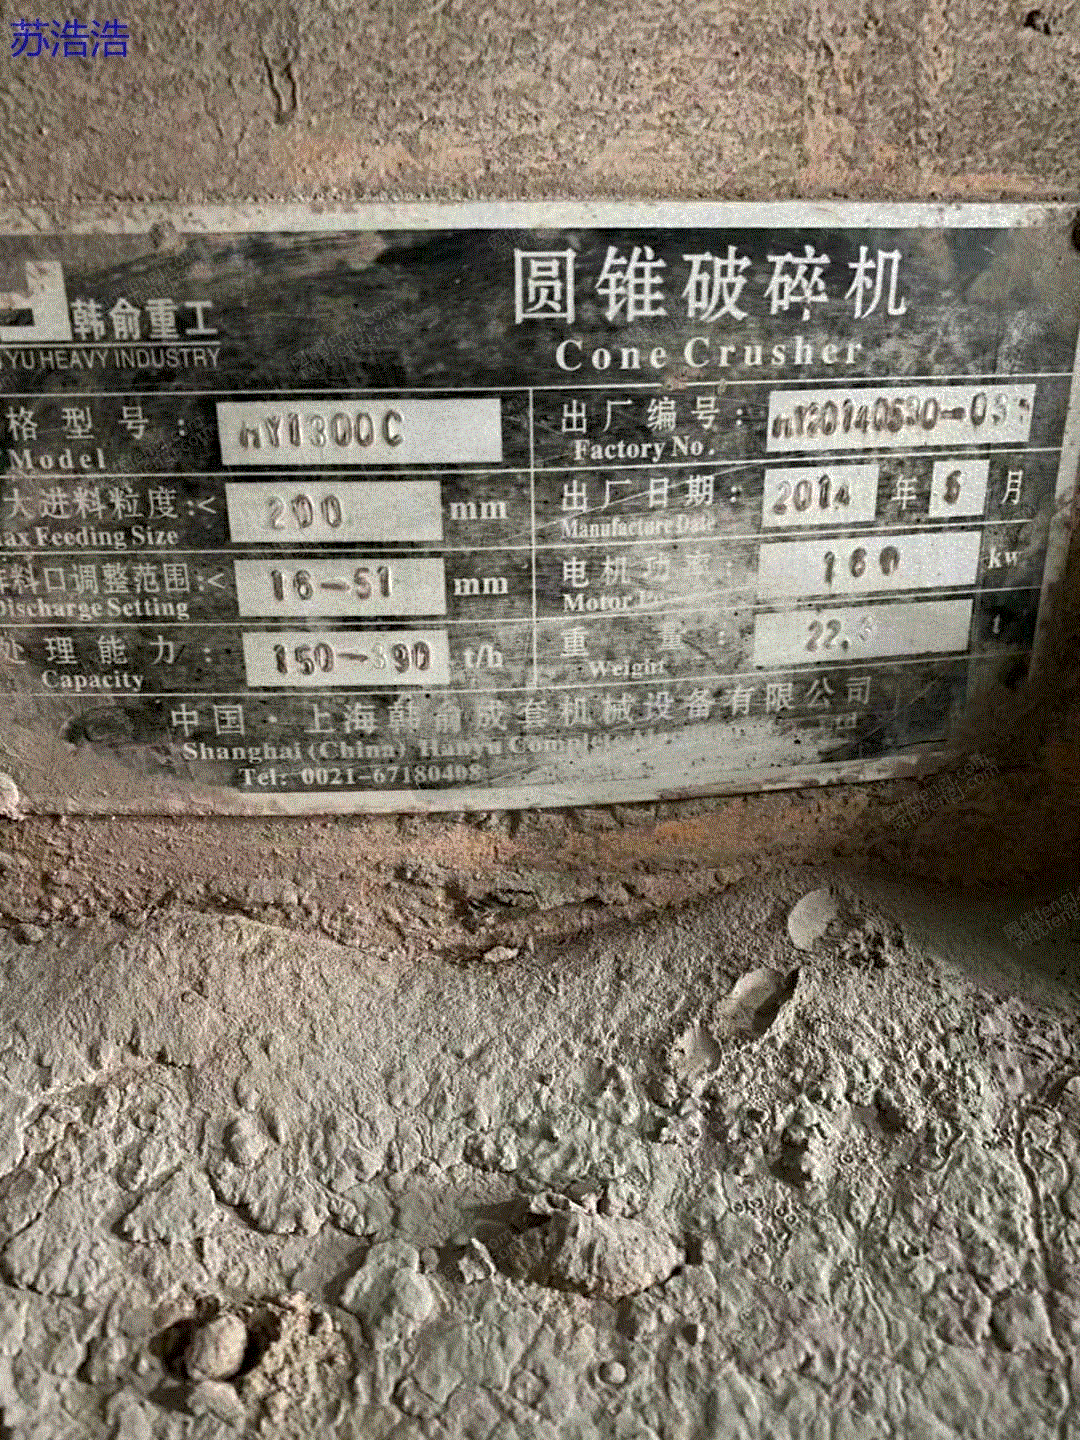 苏浩浩
圆锥破碎机
韩俞重工
YU HEAVY INDUSTRY
Cone Crusher
格型号:
Model
HY1300C
出厂编号:
Factory No.
大进料粒度:<
Feeding Size
200 mm
出厂日期:
Manufacture Date
2014 年 6 月
料口调整范围:<
Discharge Setting
16-51 mm
电机功率:
Motor
160 kw
处理能力:
Capacity
150-390 t/h
重量:
Weight
22. t
中国·上海韩俞成套机械设备有限公司
Shanghai (China) Hanyu
Tel: 0021-67180408